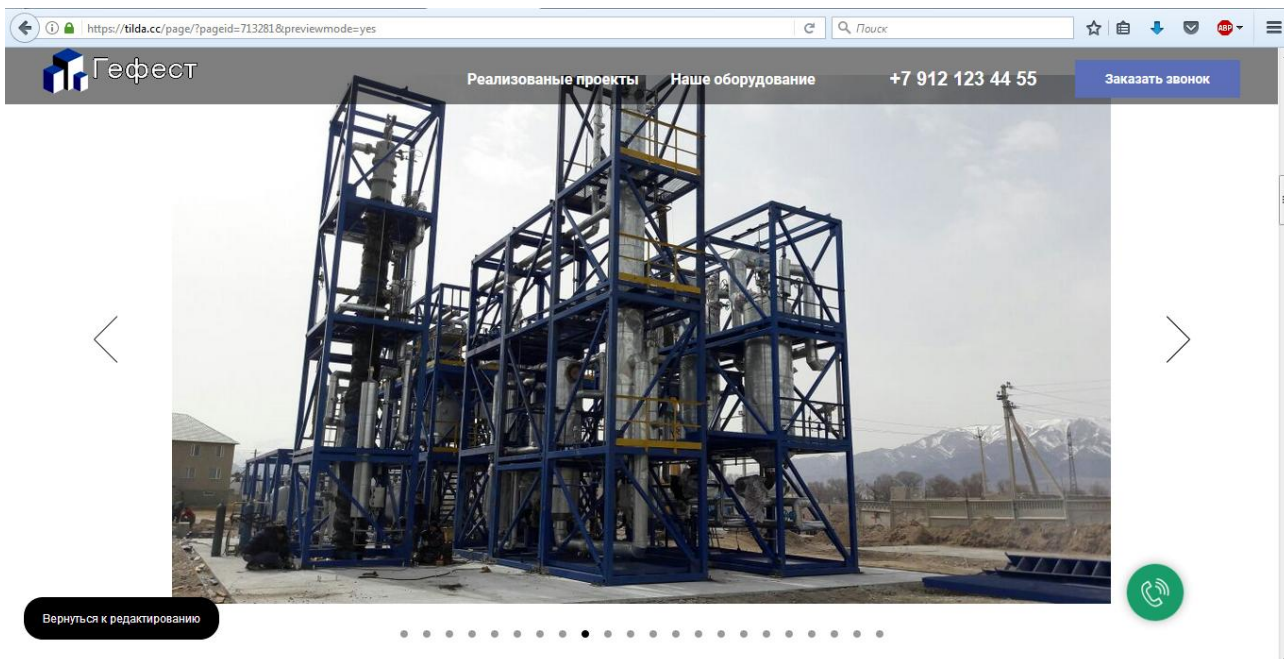 https://tilda.cc/page/?pageid=713281&previewmode=yes
Поиск
ABP
Гефест
Реализованые проекты
Наше оборудование
+7 912 123 44 55
Заказать звонок
Вернуться к редактированию